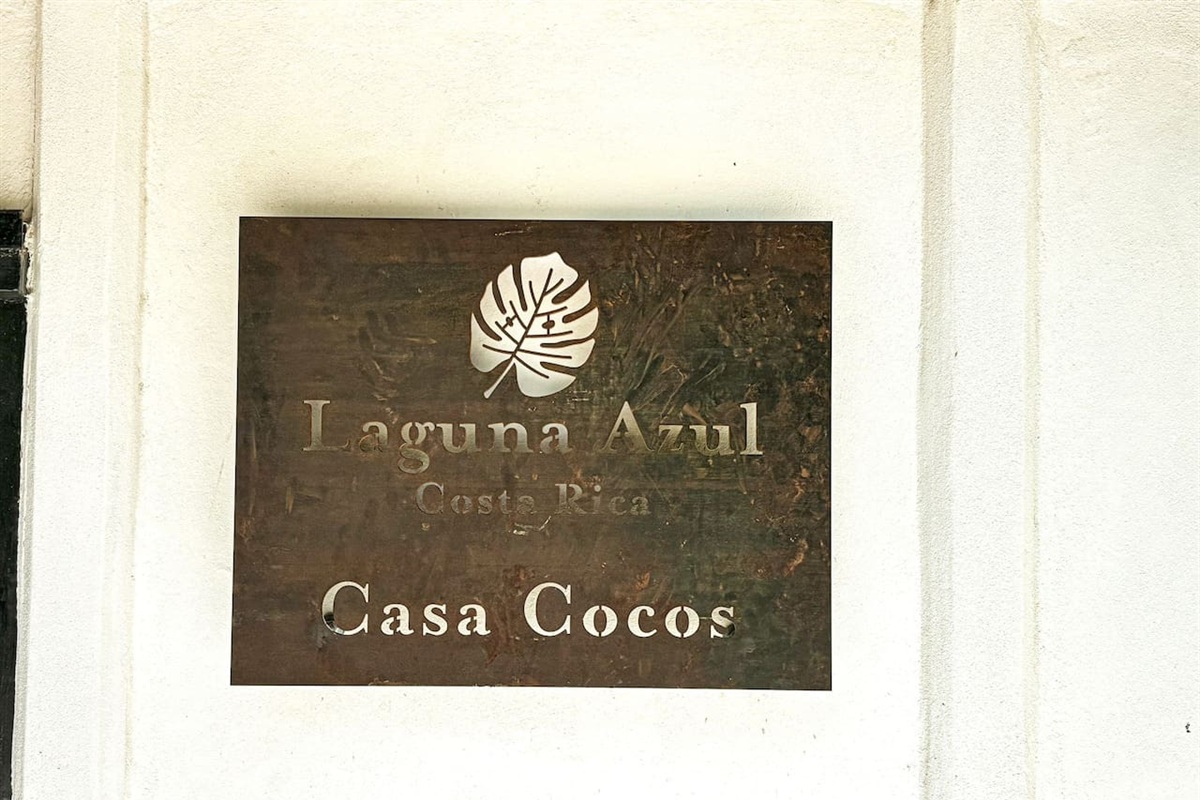 Laguna Azul
Costa Rica
Casa Cocos